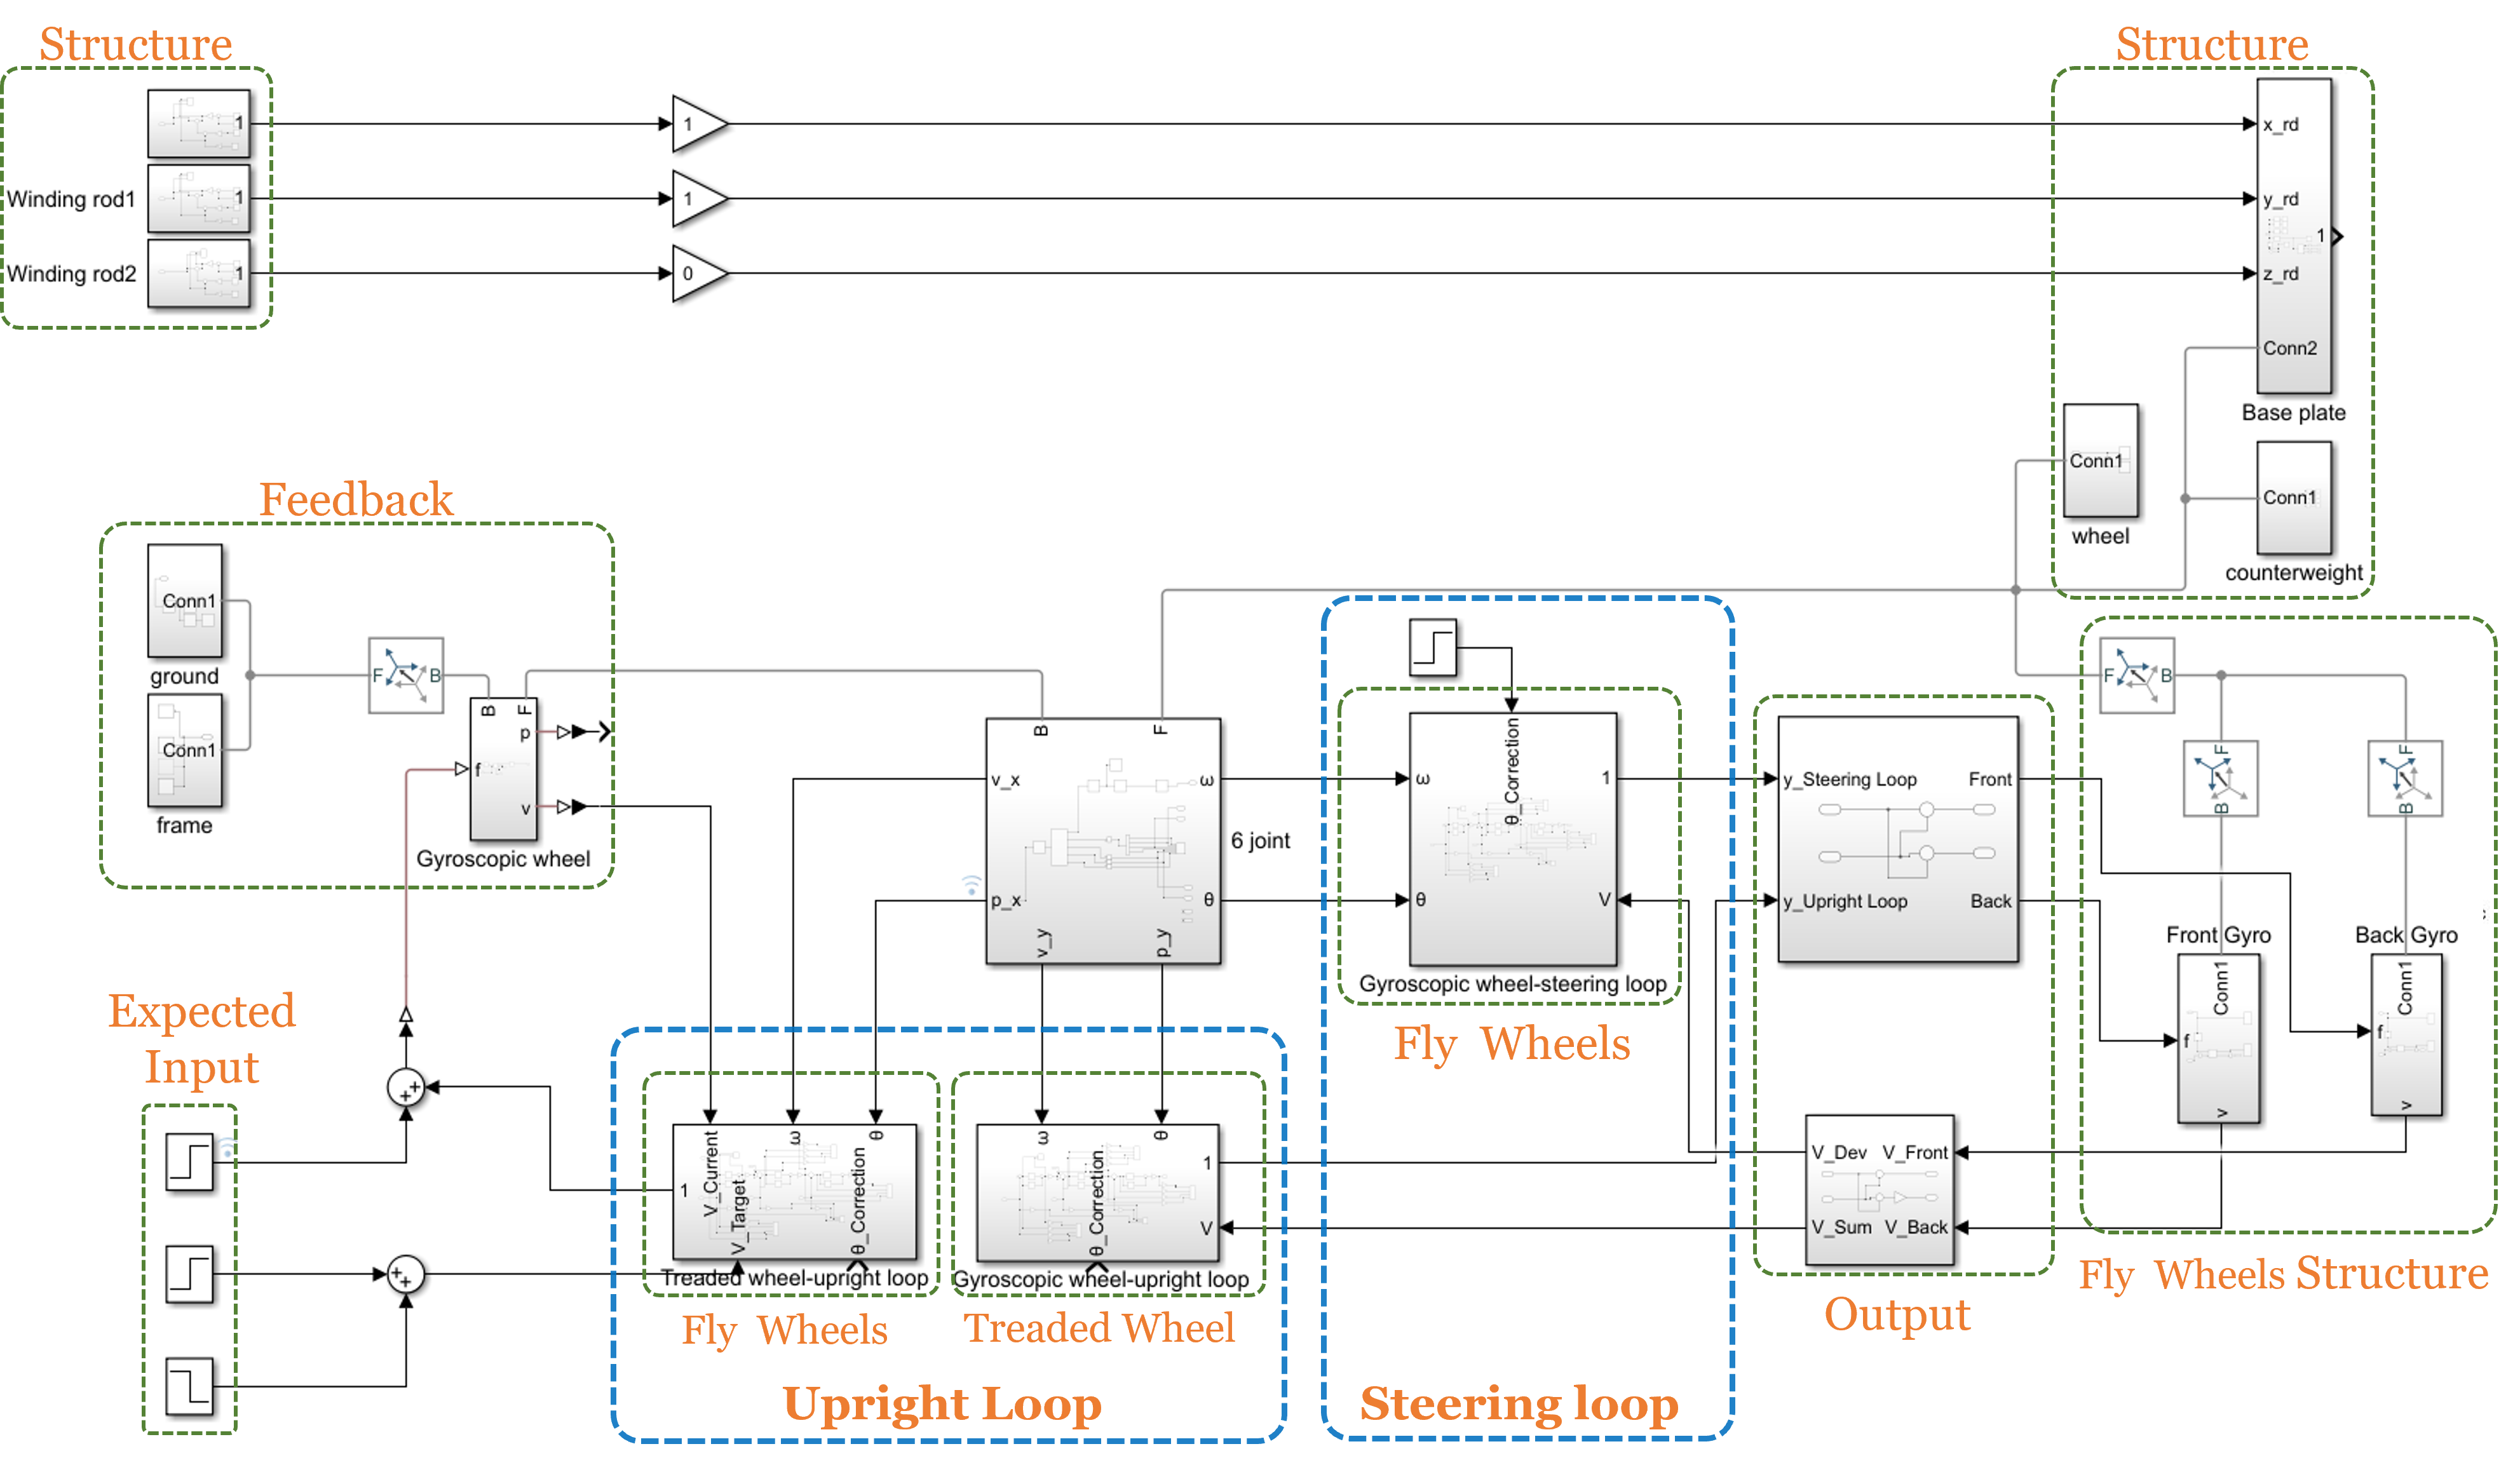 Structure
Structure
1
1
x_rd
Winding rod1
1
1
y_rd
1
Winding rod2
1
0
z_rd
Conn2
Base plate
Conn1
wheel
Conn1
counterweight
Feedback
Conn1
ground
F
B
Conn1
frame
B
F
p
f
v
Gyroscopic wheel
B
F
v_x
ω
6 joint
p_x
θ
v_y
p_y
θ_Correction
ω
1
θ
V
Gyroscopic wheel-steering loop
Fly Wheels
y_Steering Loop
Front
y_Upright Loop
Back
F
B
F
B
F
B
Front Gyro
Back Gyro
Conn1
f
v
Conn1
f
v
Expected
Input
++
++
V_Current
ω
θ
1
V_Target
θ_Correction
Treaded wheel-upright loop
Fly Wheels
ω
θ
1
θ_Correction
V
Gyroscopic wheel-upright loop
Treaded Wheel
V_Dev
V_Front
V_Sum
V_Back
Output
Fly Wheels Structure
Upright Loop
Steering loop